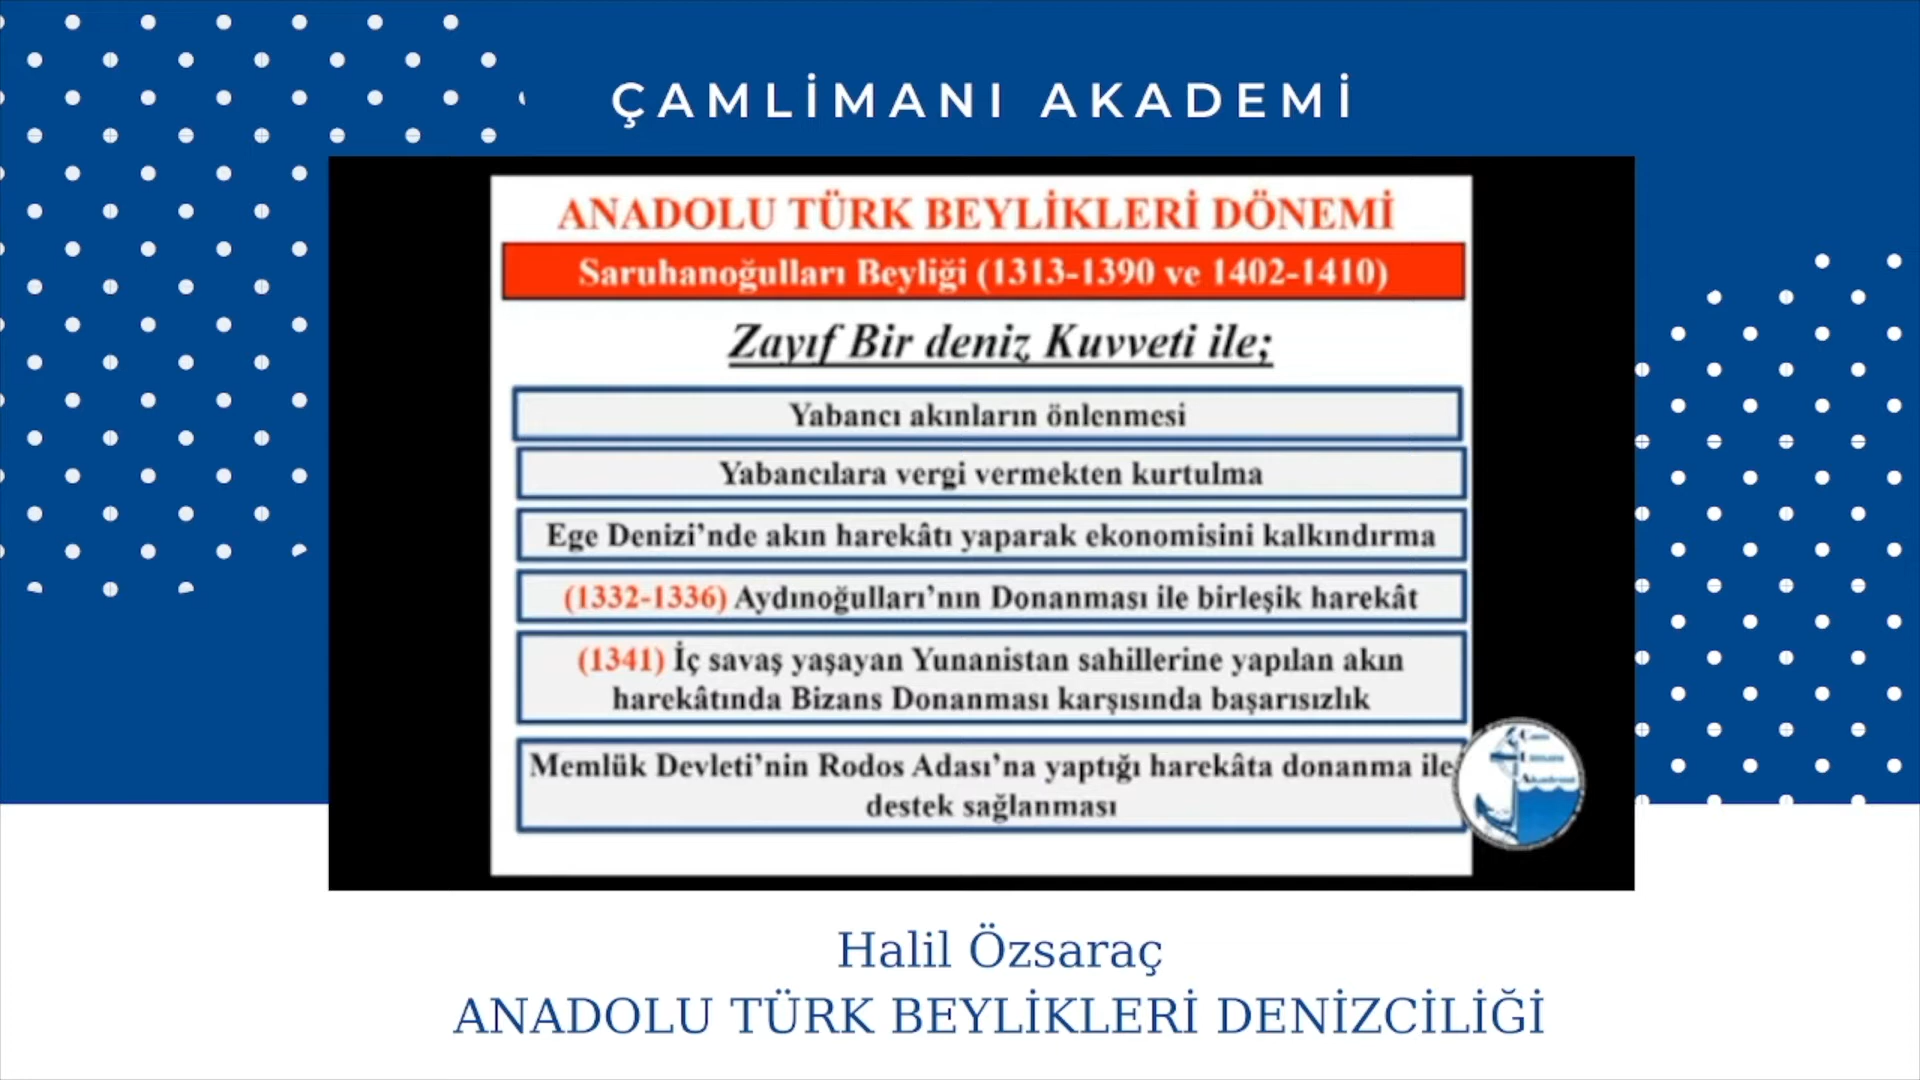 ÇAMLİMANI AKADEMİ
ANADOLU TÜRK BEYLİKLERİ DÖNEMİ
Saruhanoğulları Beyliği (1313-1390 ve 1402-1410)
Zayıf Bir deniz Kuvveti ile;
Yabancı akınların önlenmesi
Yabancılara vergi vermekten kurtulma
Ege Denizi’nde akın harekâtı yaparak ekonomisini kalkındırma
(1332-1336) Aydınoğulları’nın Donanması ile birleşik harekât
(1341) İç savaş yaşayan Yunanistan sahillerine yapılan akın
harekâtında Bizans Donanması karşısında başarısızlık
Memlük Devleti’nin Rodos Adası’na yaptığı harekâta donanma ile
destek sağlanması
Halil Özsaraç
ANADOLU TÜRK BEYLİKLERİ DENİZCİLİĞİ